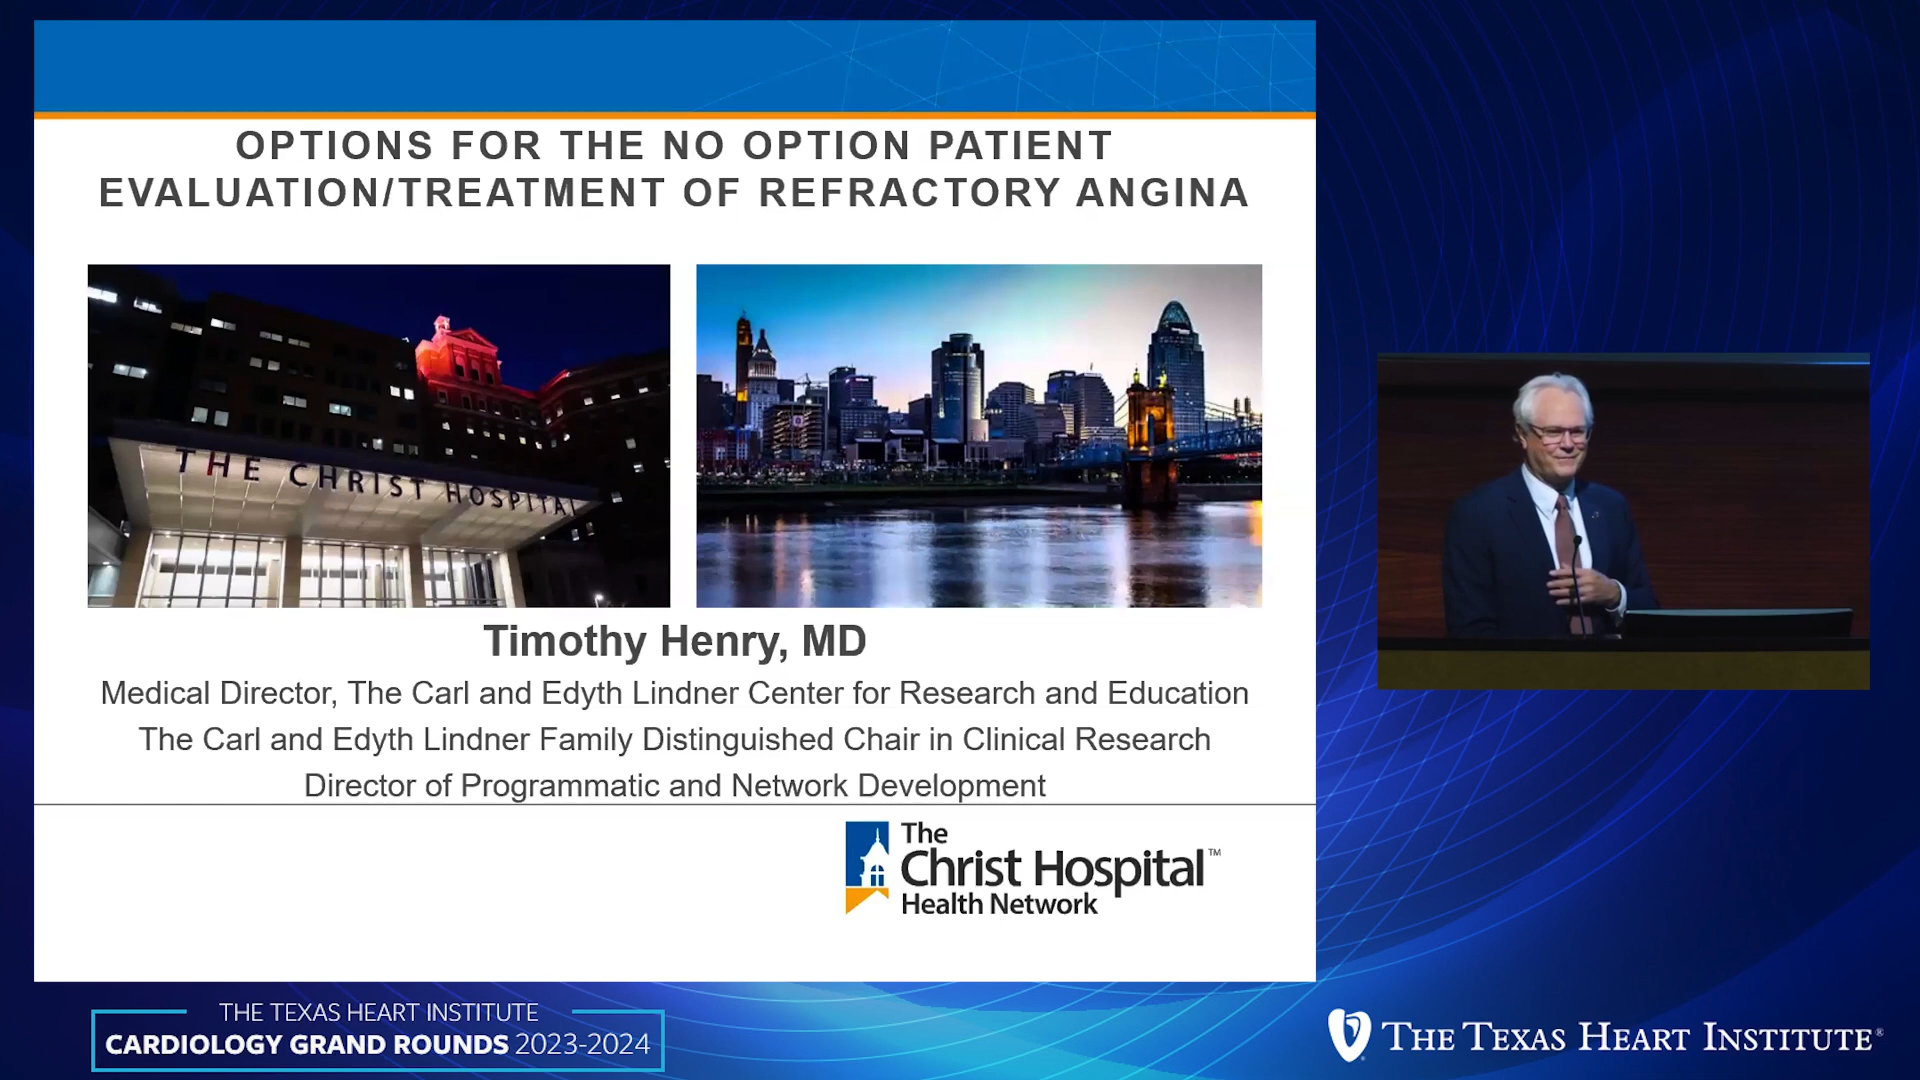 OPTIONS FOR THE NO OPTION PATIENT
EVALUATION/TREATMENT OF REFRACTORY ANGINA
THE CHRIST HOSPITAL
Timothy Henry, MD
Medical Director, The Carl and Edyth Lindner Center for Research and Education
The Carl and Edyth Lindner Family Distinguished Chair in Clinical Research
Director of Programmatic and Network Development
The
Christ Hospital™
Health Network
THE TEXAS HEART INSTITUTE
CARDIOLOGY GRAND ROUNDS 2023-2024
THE TEXAS HEART INSTITUTE®